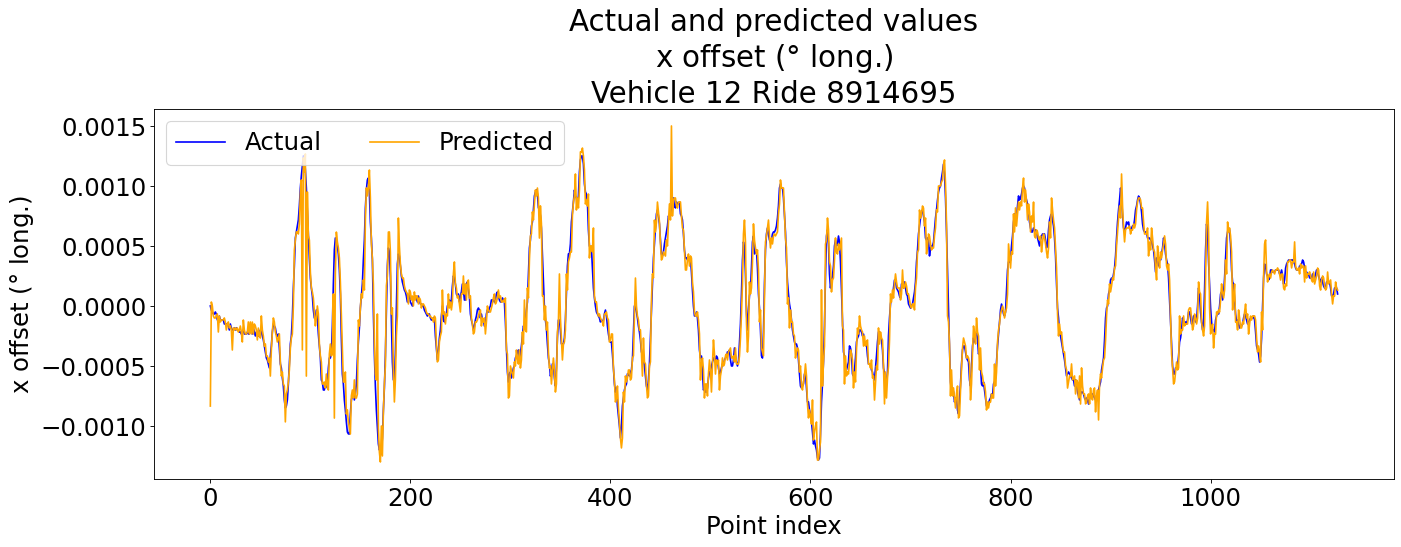 Actual and predicted values
x offset (° long.)
Vehicle 12 Ride 8914695
Actual
Predicted
0.0015
0.0010
0.0005
0.0000
−0.0005
−0.0010
x offset (° long.)
0
200
400
600
800
1000
Point index